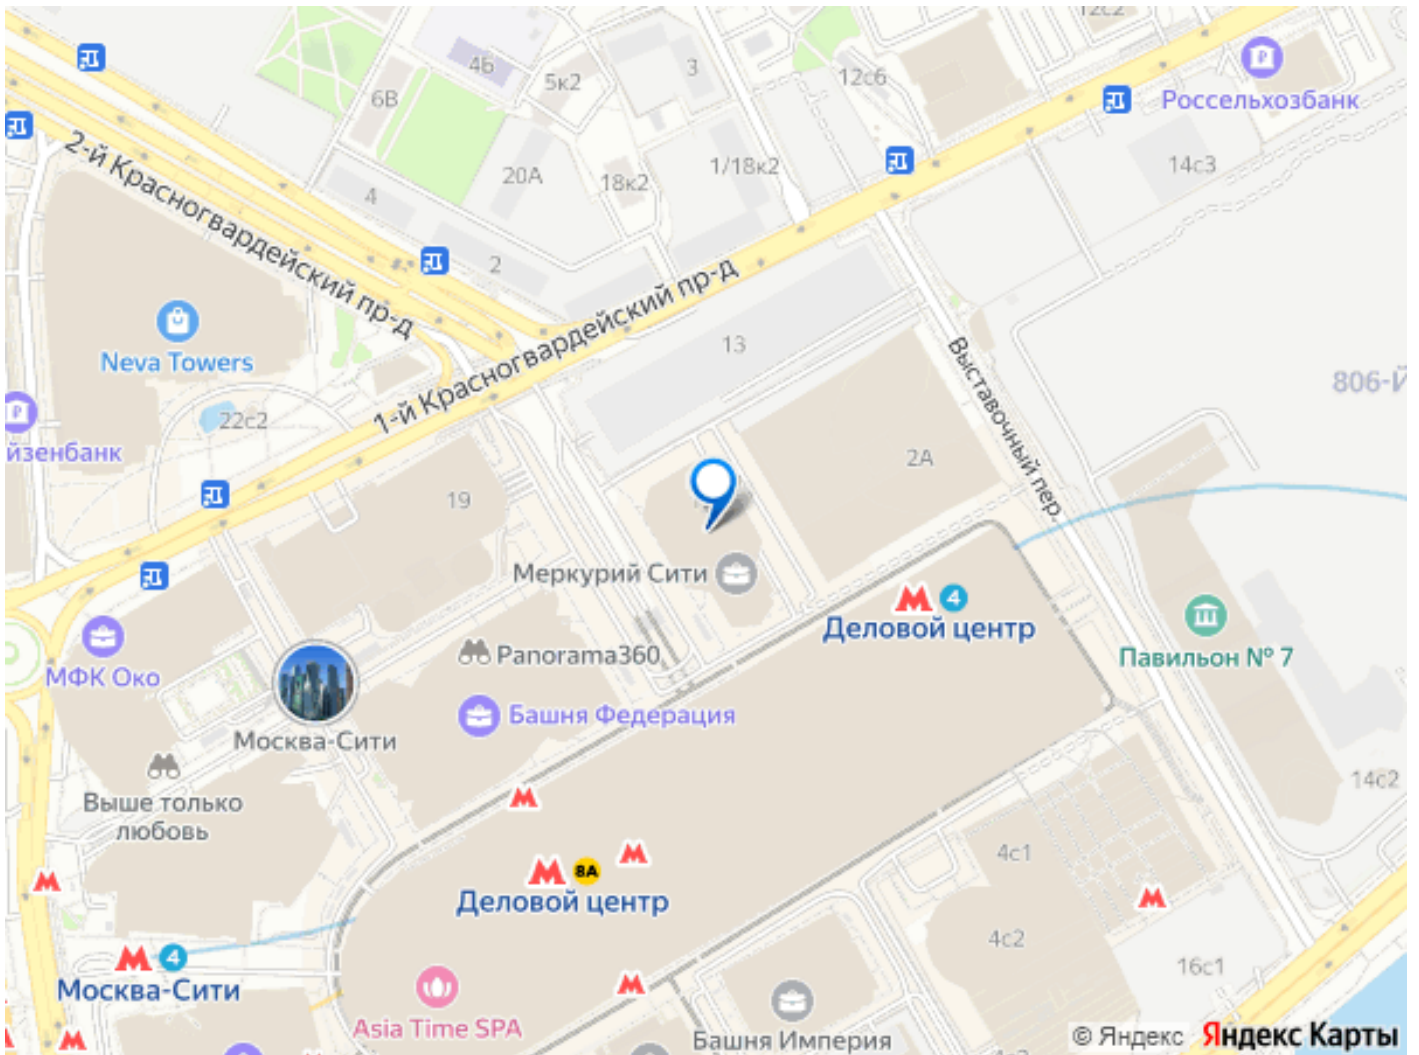 12с2
4Б
3
5к2
12с6
6В
Россельхозбанк
2-й Красногвардейский пр-д
20А
18к2
1/18к2
14с3
4
2
1-й Красногвардейский пр-д
13
Выставочный пер.
Neva Towers
22с2
806-Й
йзенбанк
2А
19
Меркурий Сити
4
Деловой центр
МФК Око
Panorama360
Павильон № 7
Башня Федерация
Москва-Сити
Выше только
любовь
14с2
4с1
8А
Деловой центр
4с2
4
Москва-Сити
16с1
Asia Time SPA
Башня Империя
© Яндекс Яндекс Карты